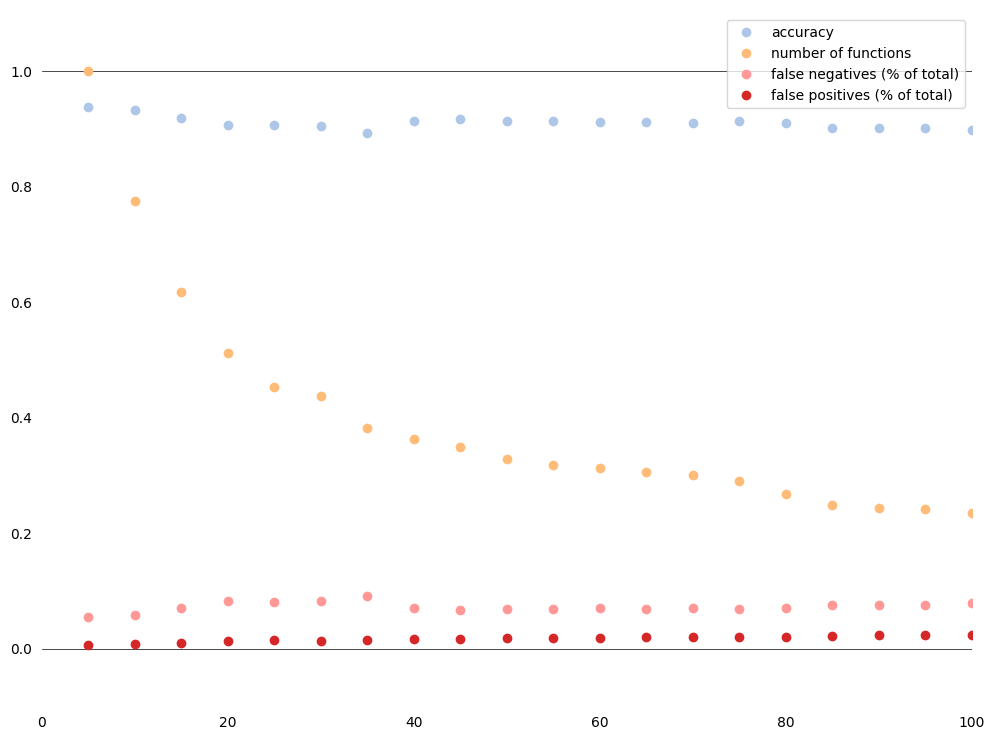 accuracy
number of functions
false negatives (% of total)
false positives (% of total)
1.0
0.8
0.6
0.4
0.2
0.0
0 20 40 60 80 100